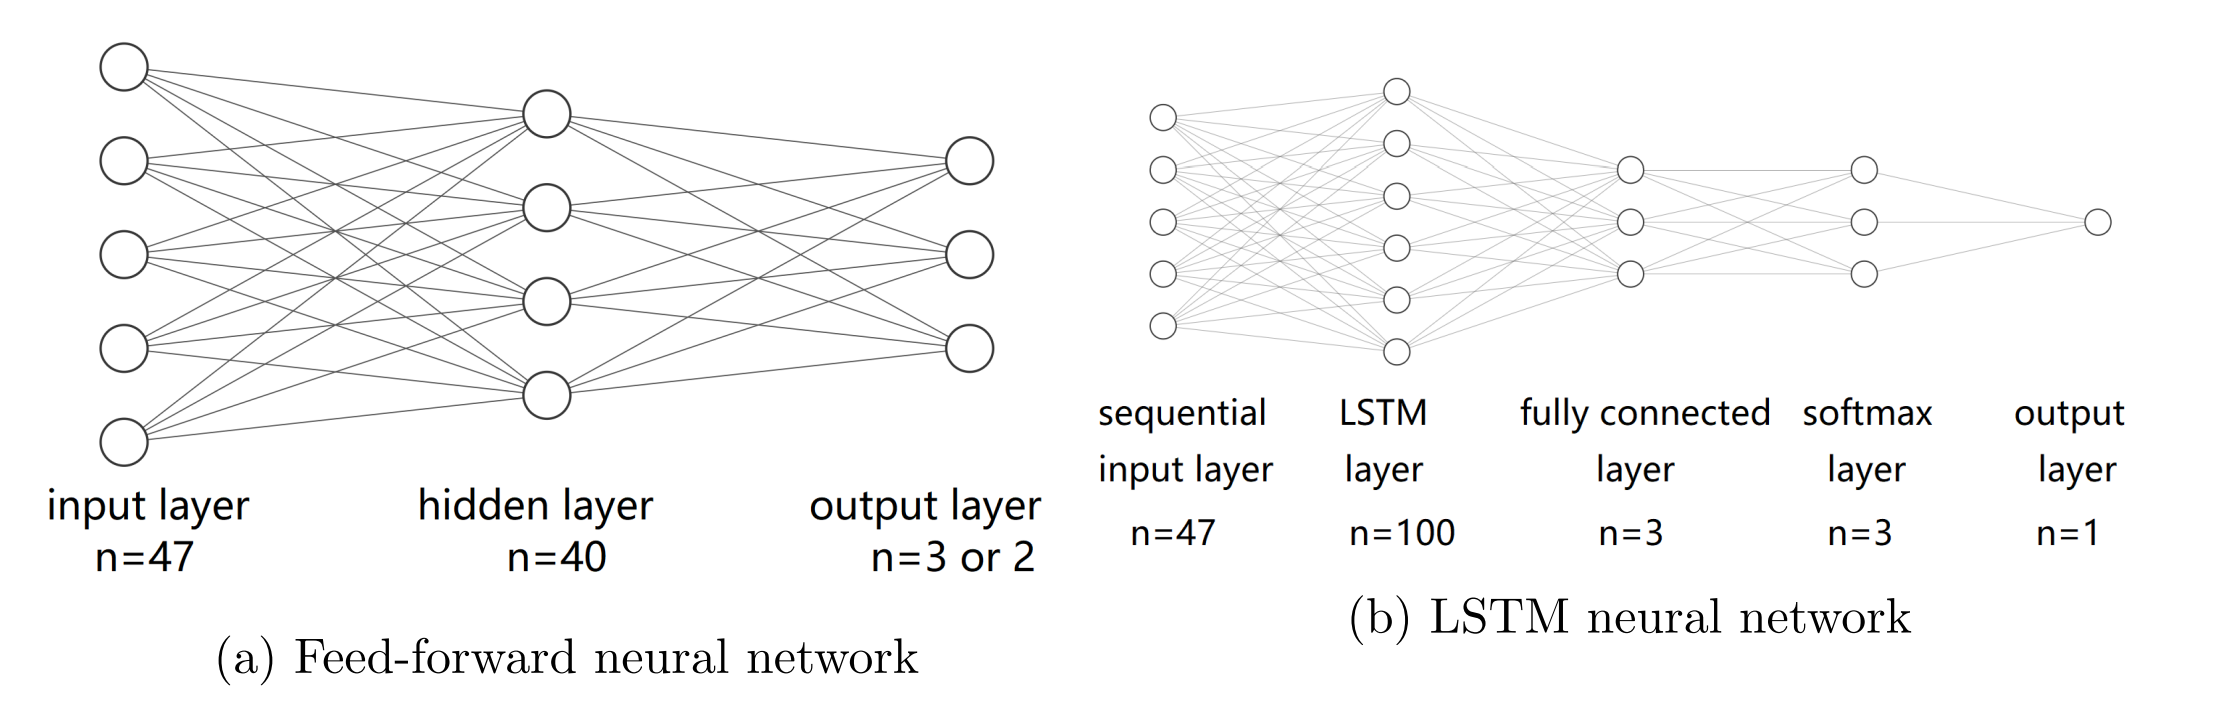 input layer
n=47
hidden layer
n=40
output layer
n=3 or 2
(a) Feed-forward neural network
sequential
input layer
n=47
LSTM
layer
n=100
fully connected
layer
n=3
softmax
layer
n=3
output
layer
n=1
(b) LSTM neural network